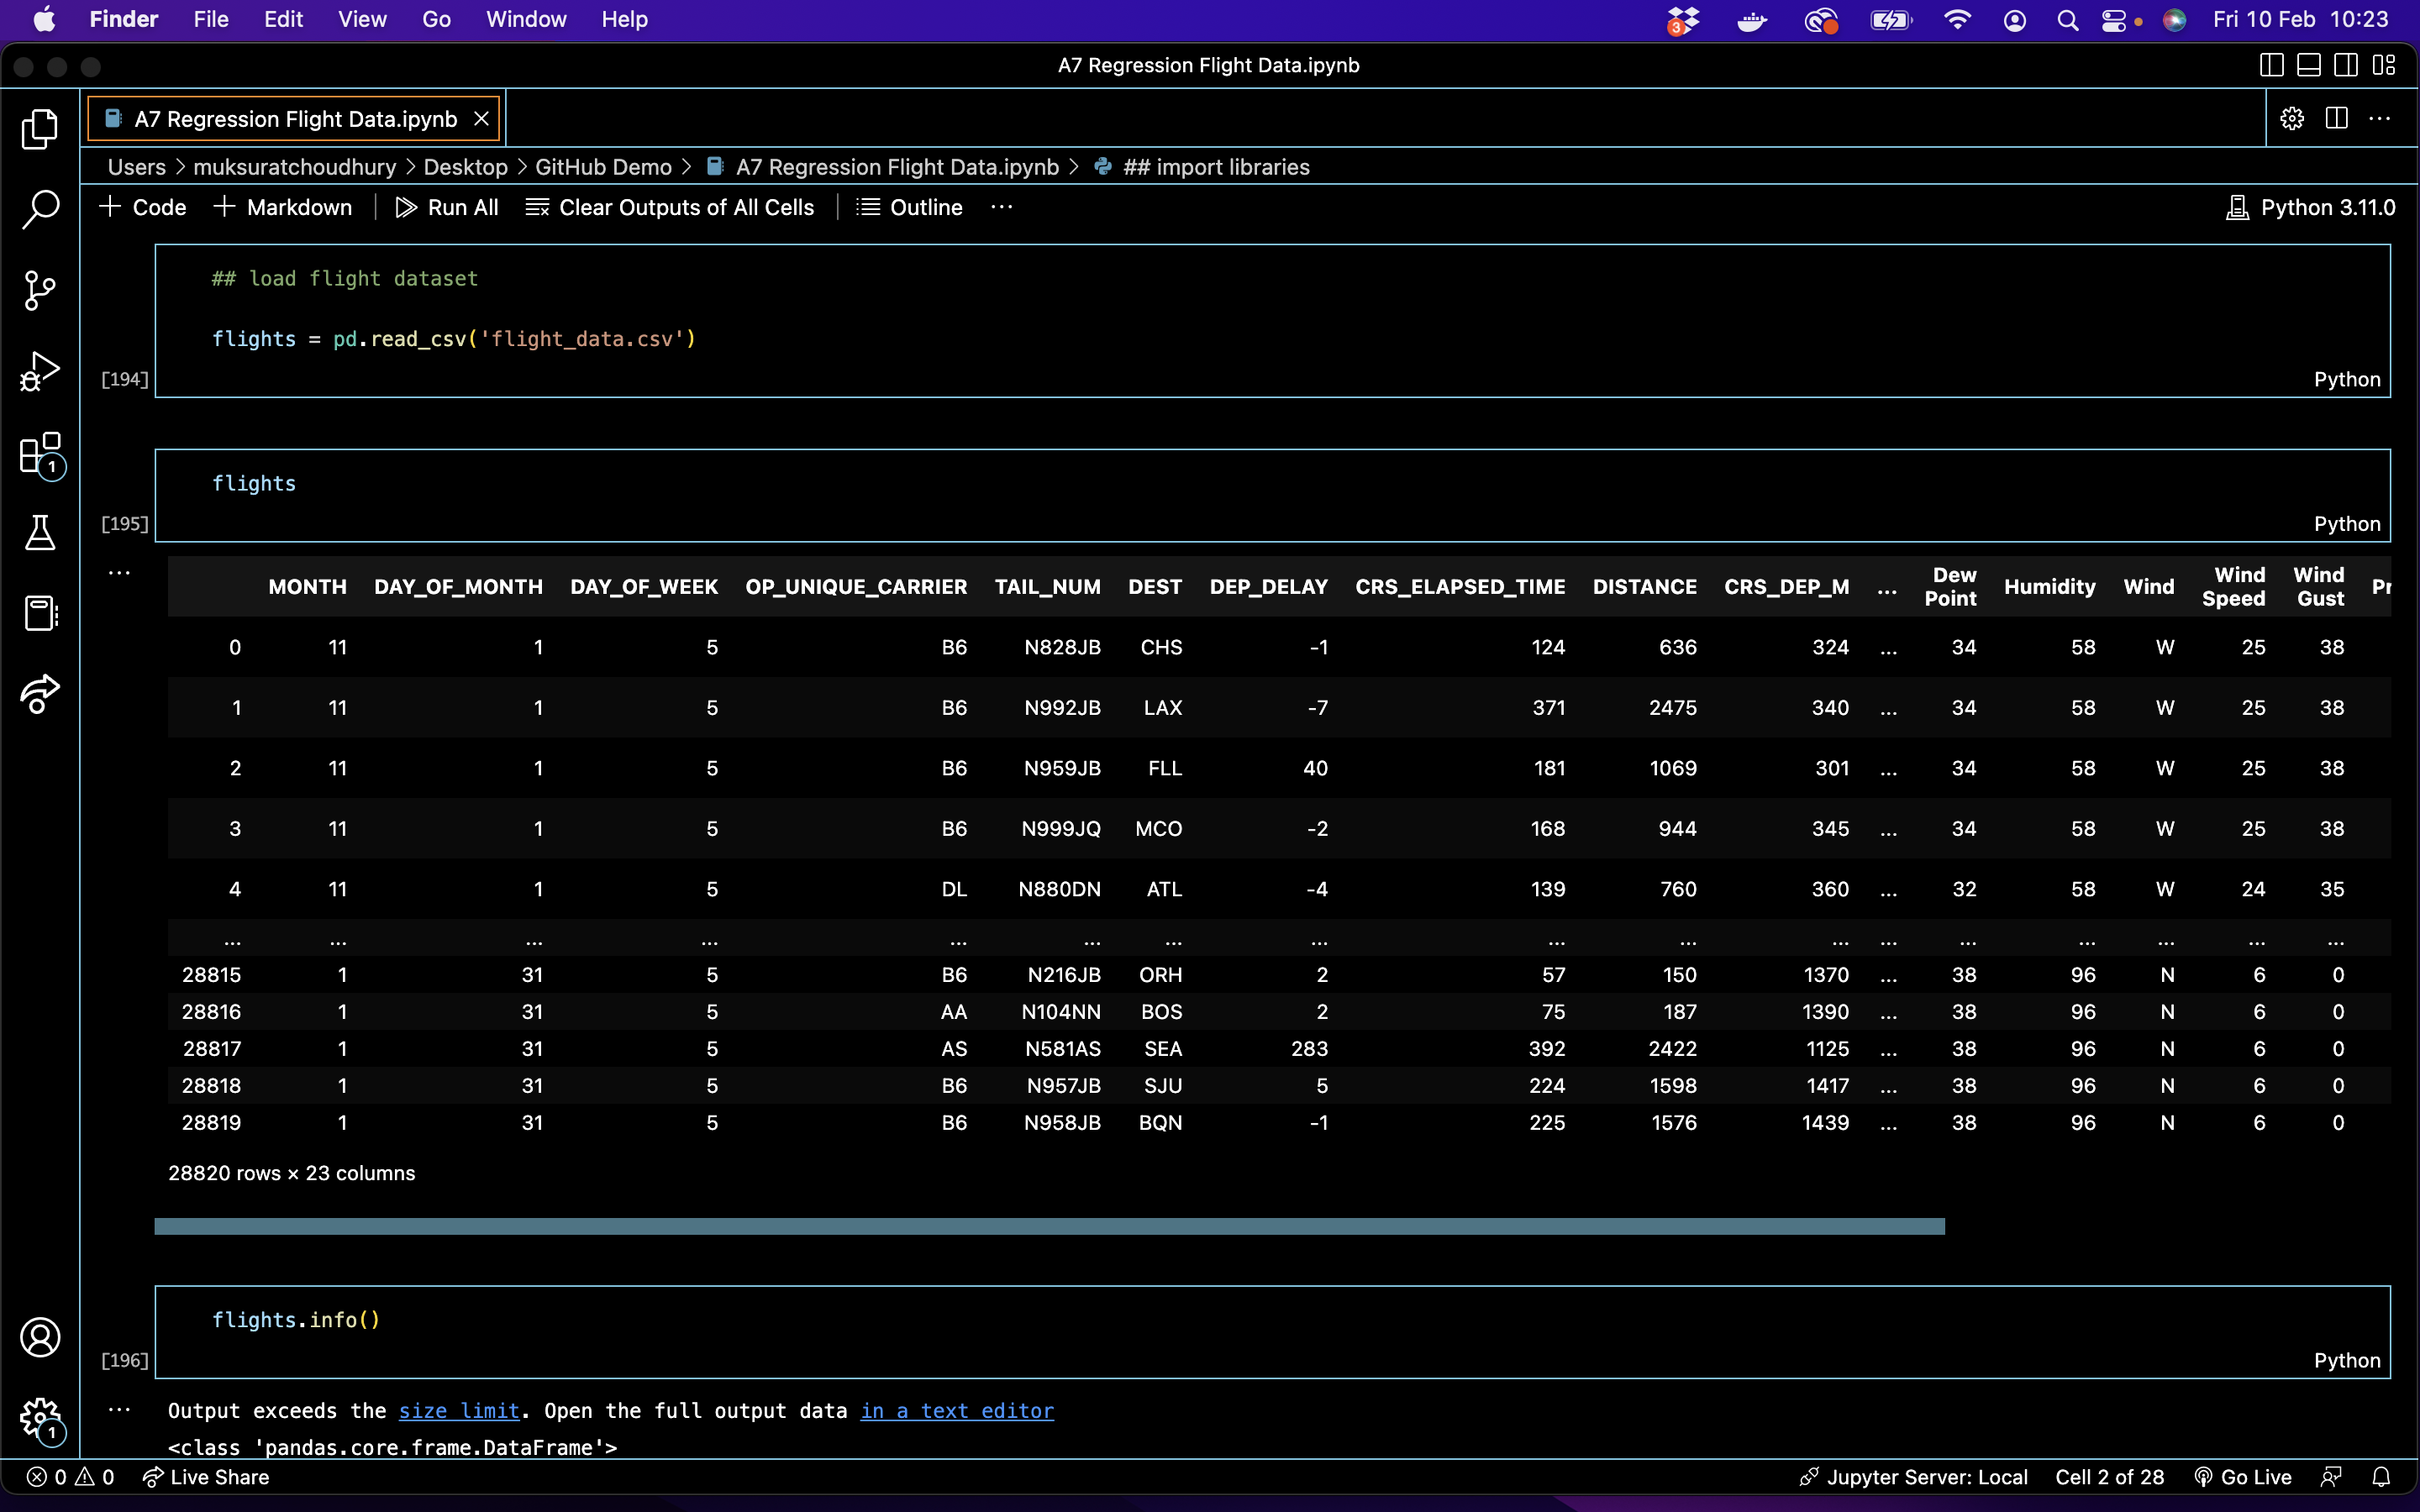 Finder File Edit View Go Window Help 3 Fri 10 Feb 10:23
A7 Regression Flight Data.ipynb
A7 Regression Flight Data.ipynb
Users > muksuratchoudhury > Desktop > GitHub Demo > A7 Regression Flight Data.ipynb > ## import libraries
+ Code + Markdown | Run All Clear Outputs of All Cells | Outline ... Python 3.11.0
## load flight dataset
flights = pd.read_csv('flight_data.csv')
[194] Python
flights
[195] Python
...
MONTH DAY_OF_MONTH DAY_OF_WEEK OP_UNIQUE_CARRIER TAIL_NUM DEST DEP_DELAY CRS_ELAPSED_TIME DISTANCE CRS_DEP_M ... Dew Point Humidity Wind Wind Speed Wind Gust Pr
0 11 1 5 B6 N828JB CHS -1 124 636 324 ... 34 58 W 25 38
1 11 1 5 B6 N992JB LAX -7 371 2475 340 ... 34 58 W 25 38
2 11 1 5 B6 N959JB FLL 40 181 1069 301 ... 34 58 W 25 38
3 11 1 5 B6 N999JQ MCO -2 168 944 345 ... 34 58 W 25 38
4 11 1 5 DL N880DN ATL -4 139 760 360 ... 32 58 W 24 35
... ... ... ... ... ... ... ... ... ... ... ... ... ... ... ... ...
28815 1 31 5 B6 N216JB ORH 2 57 150 1370 ... 38 96 N 6 0
28816 1 31 5 AA N104NN BOS 2 75 187 1390 ... 38 96 N 6 0
28817 1 31 5 AS N581AS SEA 283 392 2422 1125 ... 38 96 N 6 0
28818 1 31 5 B6 N957JB SJU 5 224 1598 1417 ... 38 96 N 6 0
28819 1 31 5 B6 N958JB BQN -1 225 1576 1439 ... 38 96 N 6 0
28820 rows × 23 columns
flights.info()
[196] Python
... Output exceeds the size limit. Open the full output data in a text editor
<class 'pandas.core.frame.DataFrame'>
1
1
0 0 Live Share Jupyter Server: Local Cell 2 of 28 Go Live